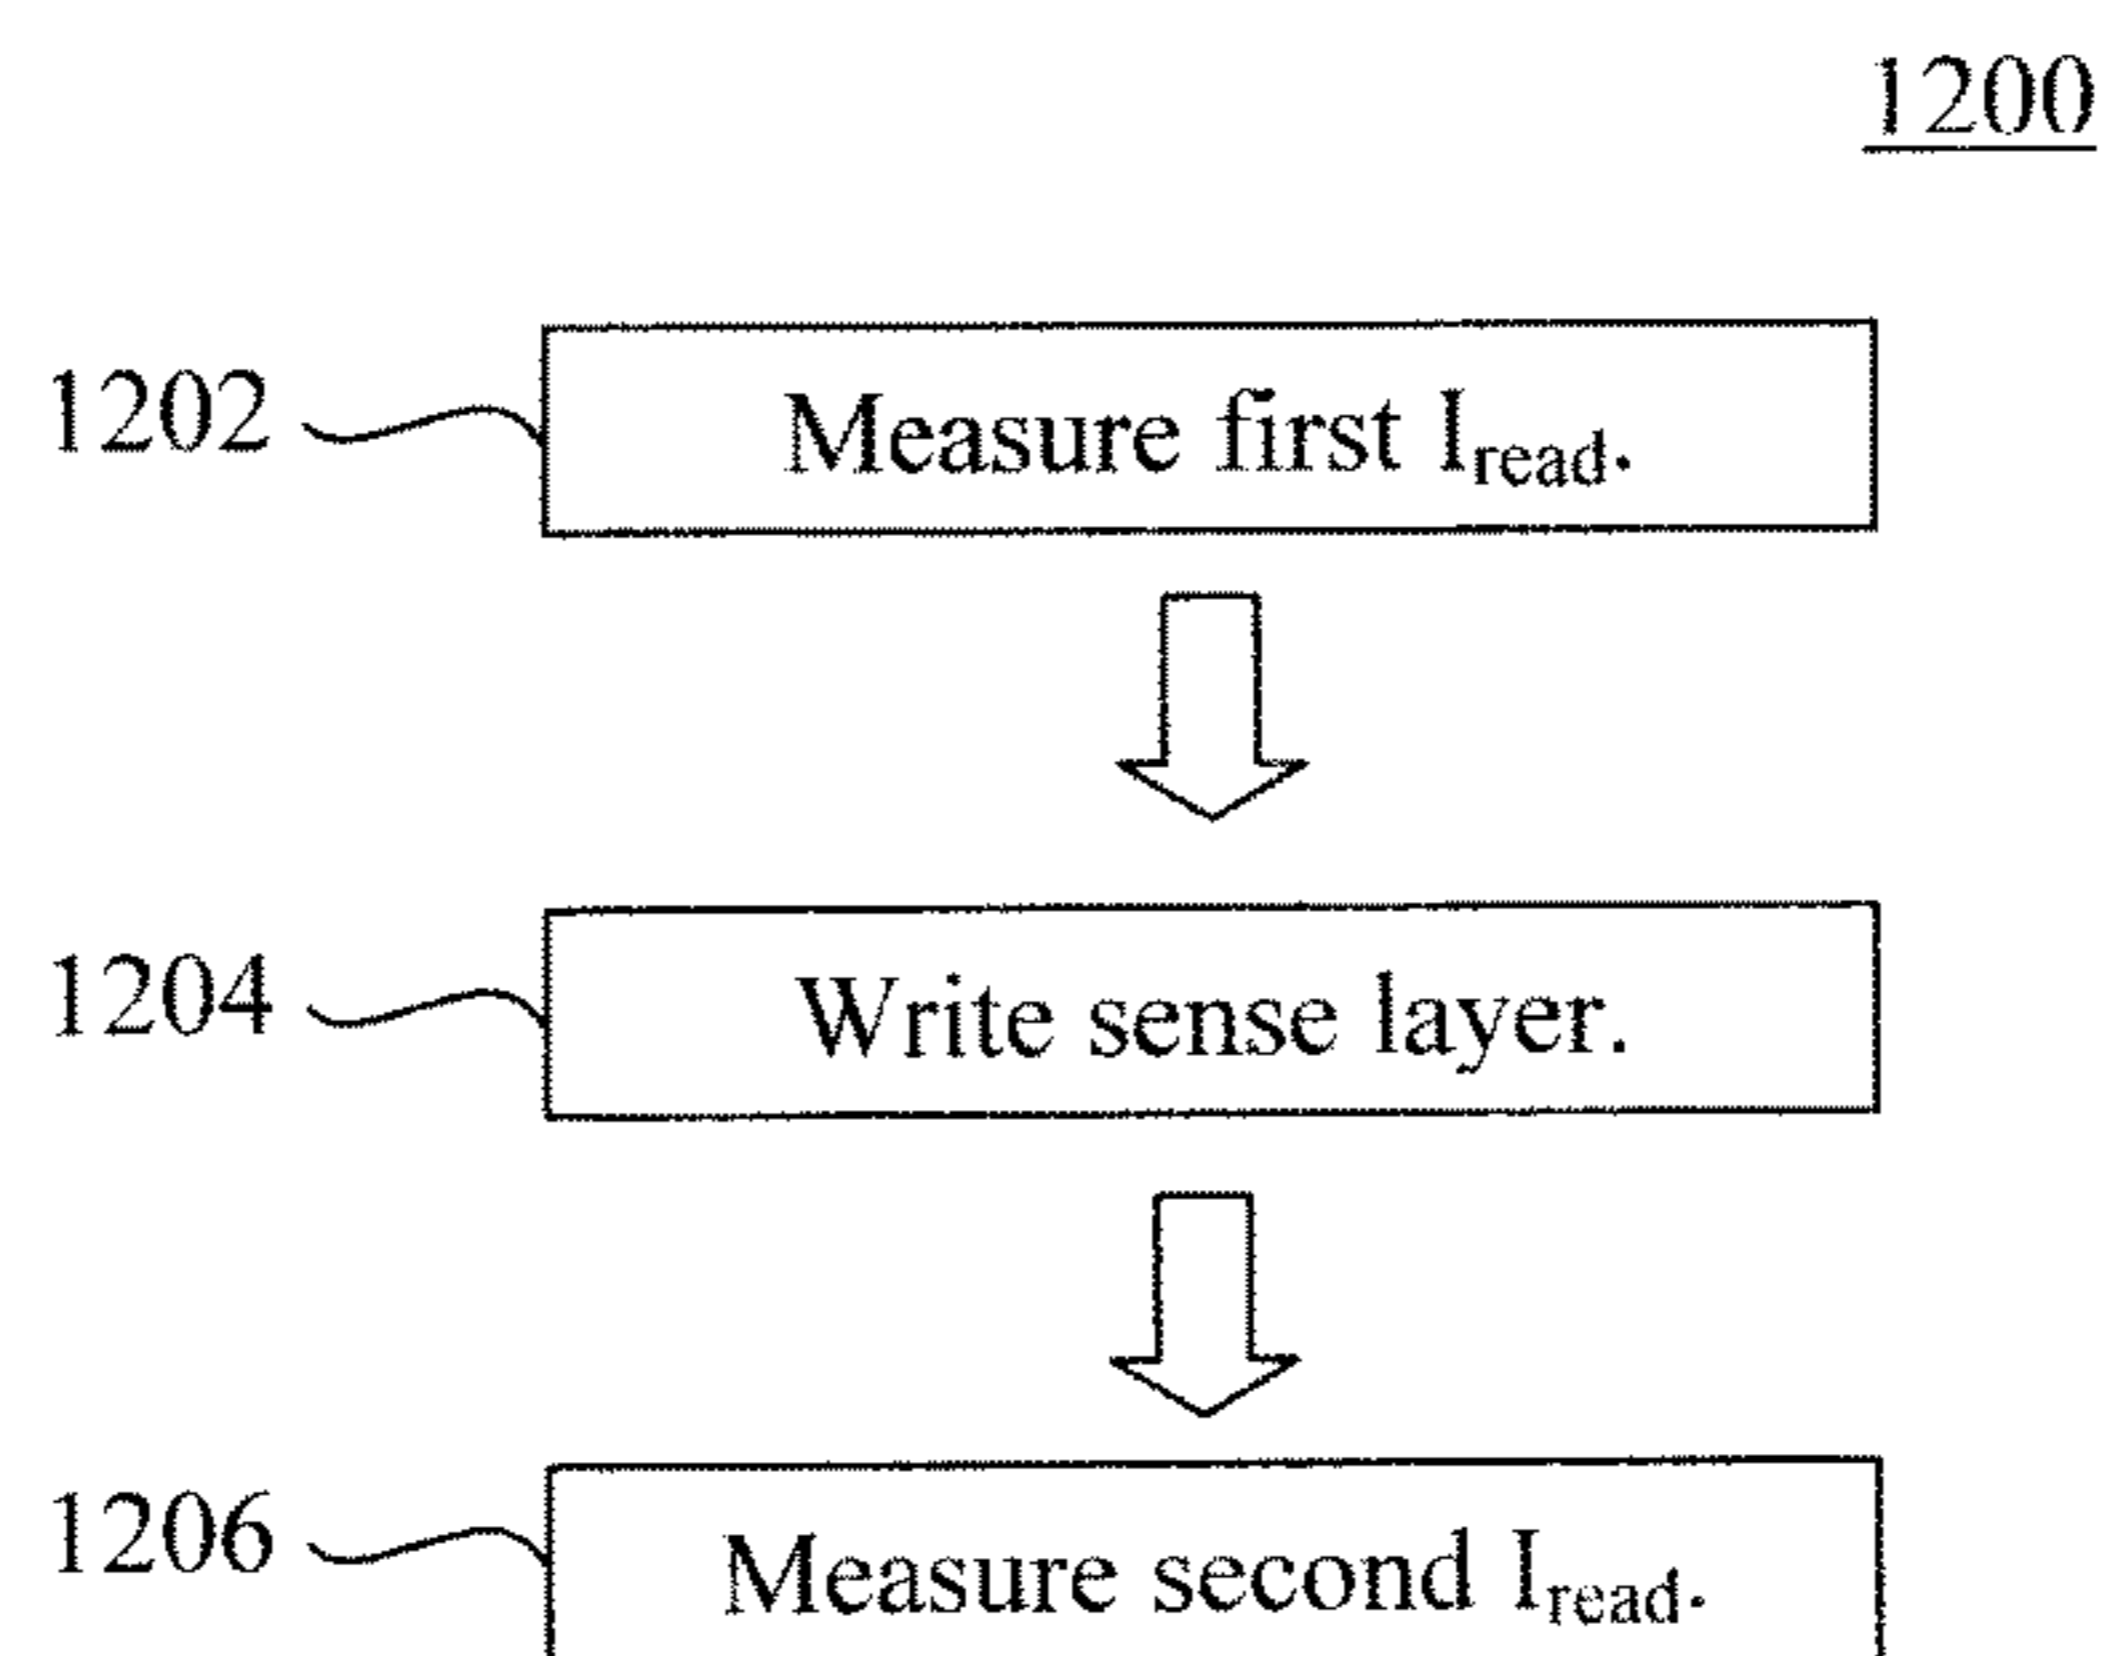 1200
1202 Measure first Iread.
1204 Write sense layer.
1206 Measure second Iread.